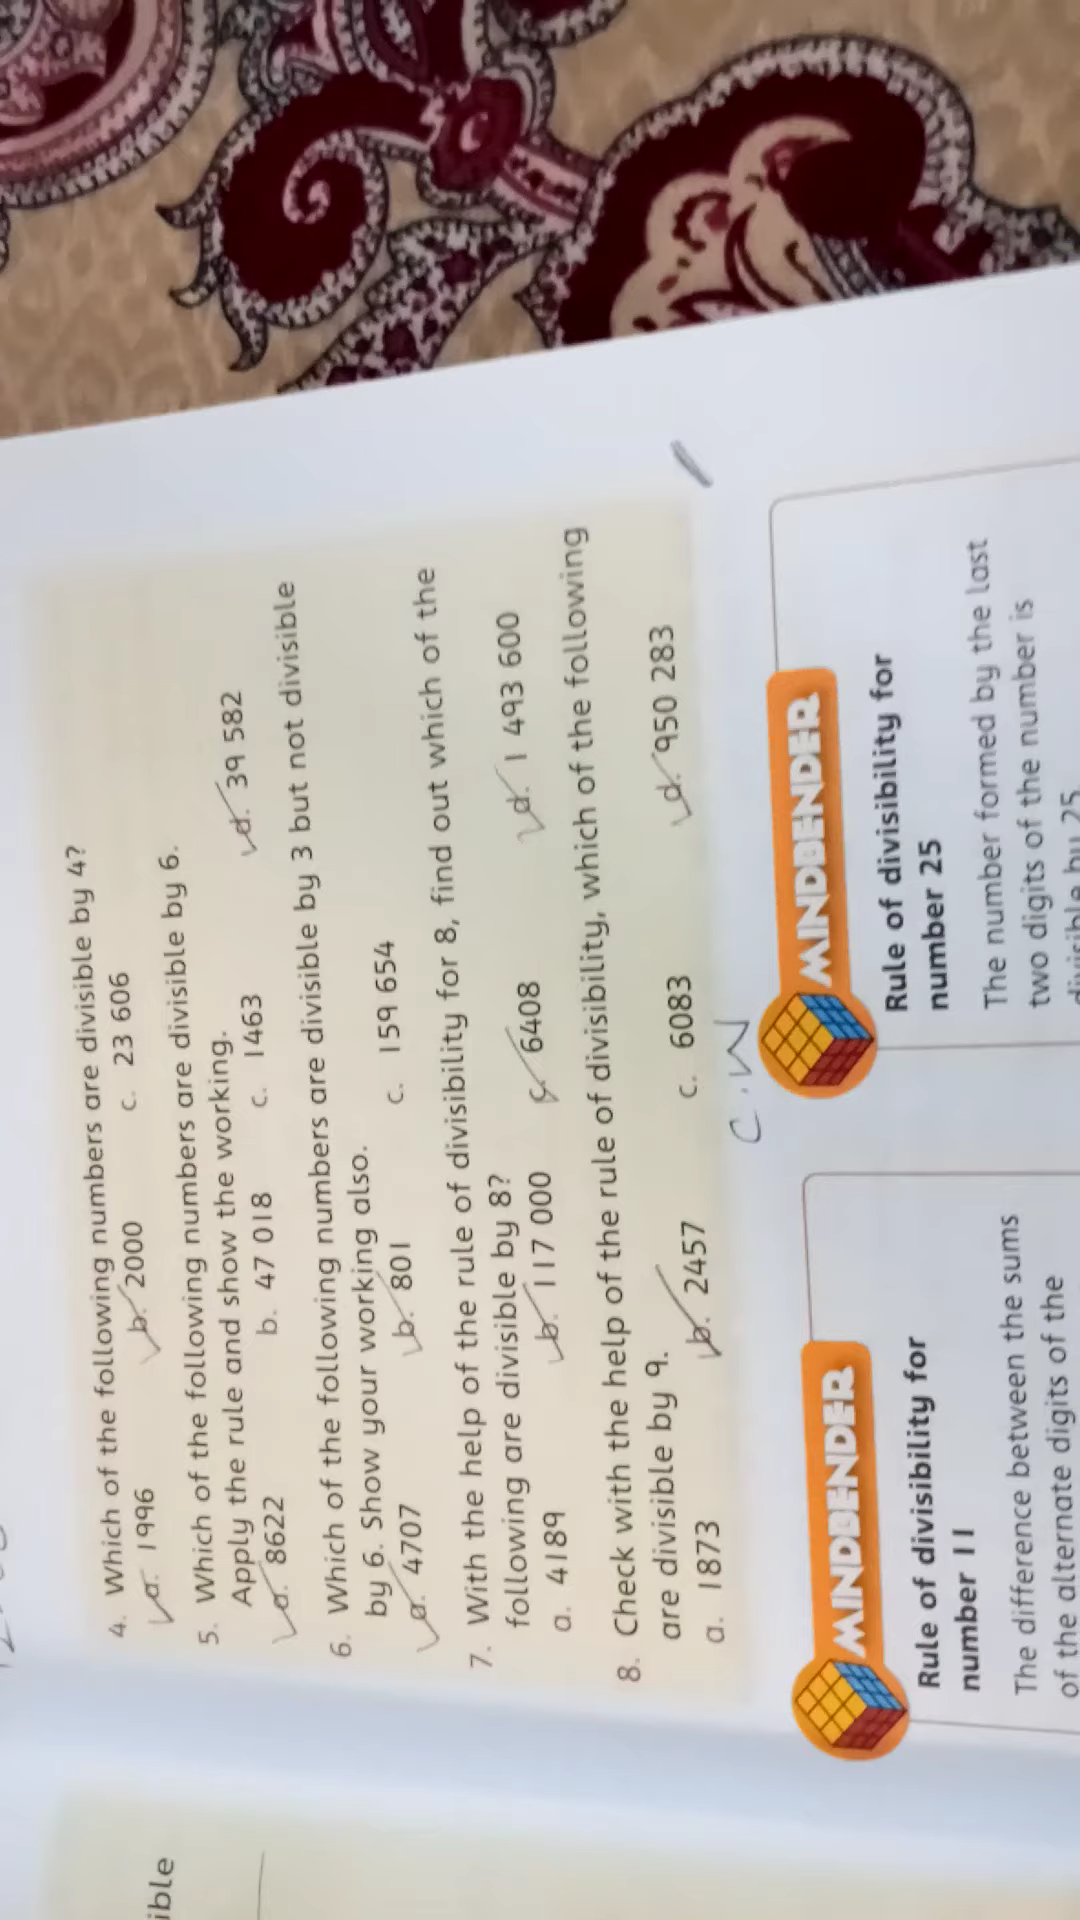 ible
4. Which of the following numbers are divisible by 4?
a. 1996 b. 2000 c. 23 606
5. Which of the following numbers are divisible by 6.
Apply the rule and show the working.
a. 8622 b. 47 018 c. 1463 d. 39 582
6. Which of the following numbers are divisible by 3 but not divisible
by 6. Show your working also.
a. 4707 b. 801 c. 159 654
7. With the help of the rule of divisibility for 8, find out which of the
following are divisible by 8?
a. 4189 b. 117 000 c. 6408 d. 1 493 600
8. Check with the help of the rule of divisibility, which of the following
are divisible by 9.
a. 1873 b. 2457 c. 6083 d. 950 283
C.W
MINDBENDER
Rule of divisibility for
number 11
The difference between the sums
of the alternate digits of the
MINDBENDER
Rule of divisibility for
number 25
The number formed by the last
two digits of the number is
divisible by 25